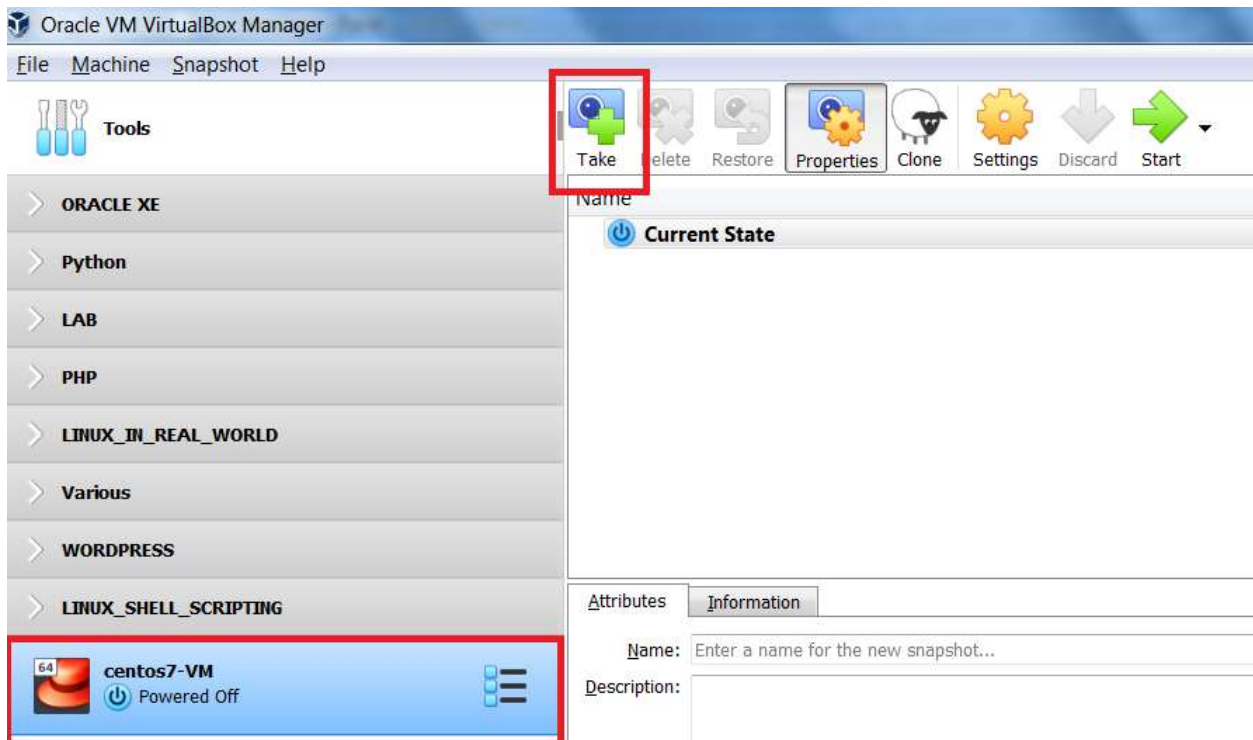 Oracle VM VirtualBox Manager
File Machine Snapshot Help
Tools
Take Delete Restore Properties Clone Settings Discard Start
Name
Current State
ORACLE XE
Python
LAB
PHP
LINUX_IN_REAL_WORLD
Various
WORDPRESS
LINUX_SHELL_SCRIPTING
64
centos7-VM
Powered Off
Attributes Information
Name: Enter a name for the new snapshot...
Description: